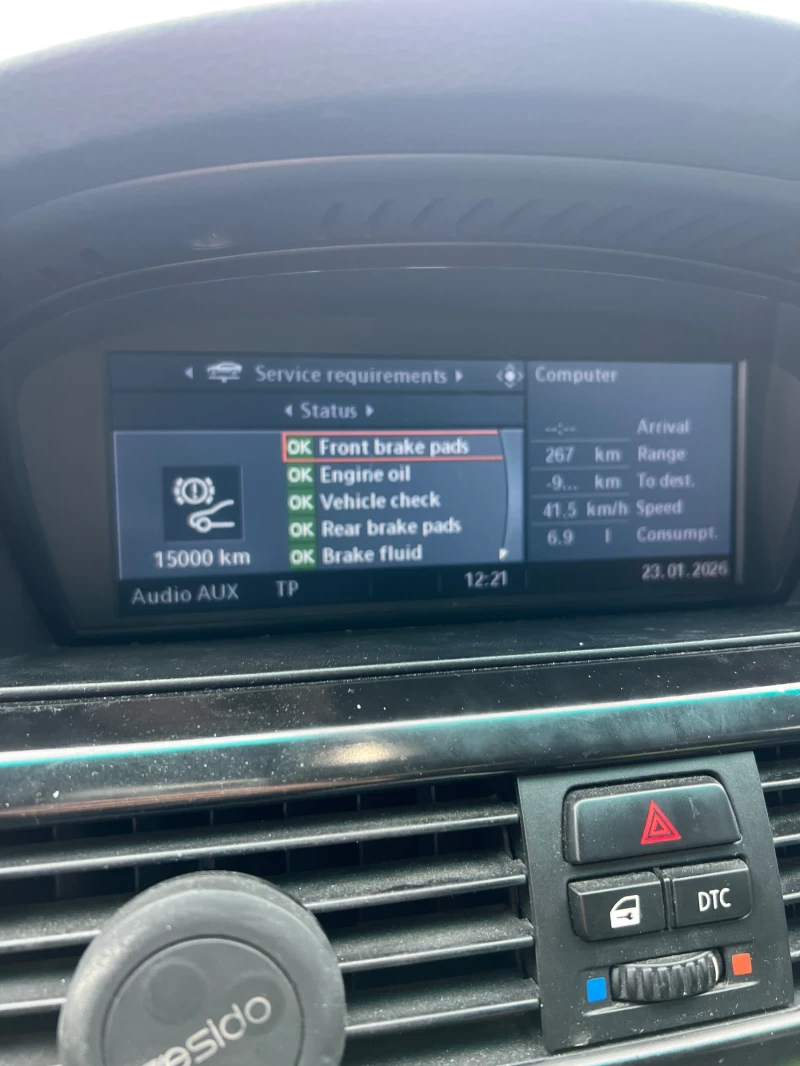 Service requirements
Status
OK Front brake pads
OK Engine oil
OK Vehicle check
OK Rear brake pads
OK Brake fluid
15000 km
Computer
--:-- Arrival
267 km Range
-9... km To dest.
41.5 km/h Speed
6.9 l Consumpt.
Audio AUX TP 12:21 23.01.2026
DTC